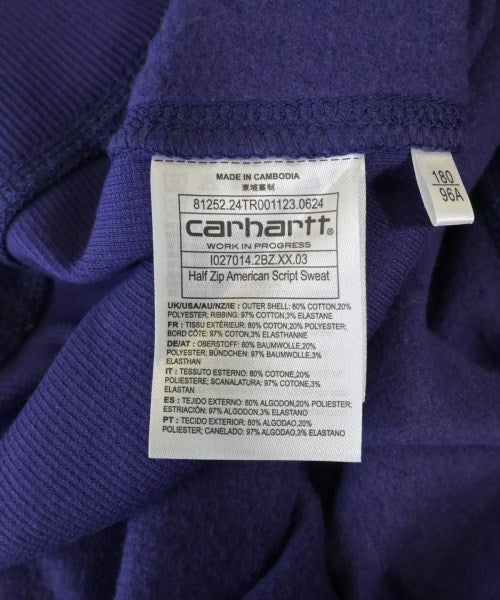 MADE IN CAMBODIA
柬埔寨制
81252.24TR001123.0624
carhartt
WORK IN PROGRESS
I027014.2BZ.XX.03
Half Zip American Script Sweat
UK/USA/AU/NZ/IE : OUTER SHELL: 80% COTTON,20%
POLYESTER; RIBBING: 97% COTTON,3% ELASTANE
FR : TISSU EXTÉRIEUR: 80% COTON,20% POLYESTER;
BORD CÔTE: 97% COTON,3% ÉLASTHANNE
DE/AT : OBERSTOFF: 80% BAUMWOLLE,20%
POLYESTER; BÜNDCHEN: 97% BAUMWOLLE,3%
ELASTHAN
IT : TESSUTO ESTERNO: 80% COTONE,20%
POLIESTERE; SCANALATURA: 97% COTONE,3%
ELASTAN
ES : TEJIDO EXTERNO: 80% ALGODON,20% POLIESTER;
ESTRIACIÓN: 97% ALGODON,3% ELASTANO
PT : TECIDO EXTERIOR: 80% ALGODAO,20%
POLIESTER; CANELADO: 97% ALGODÃO,3% ELASTANO
180
96A